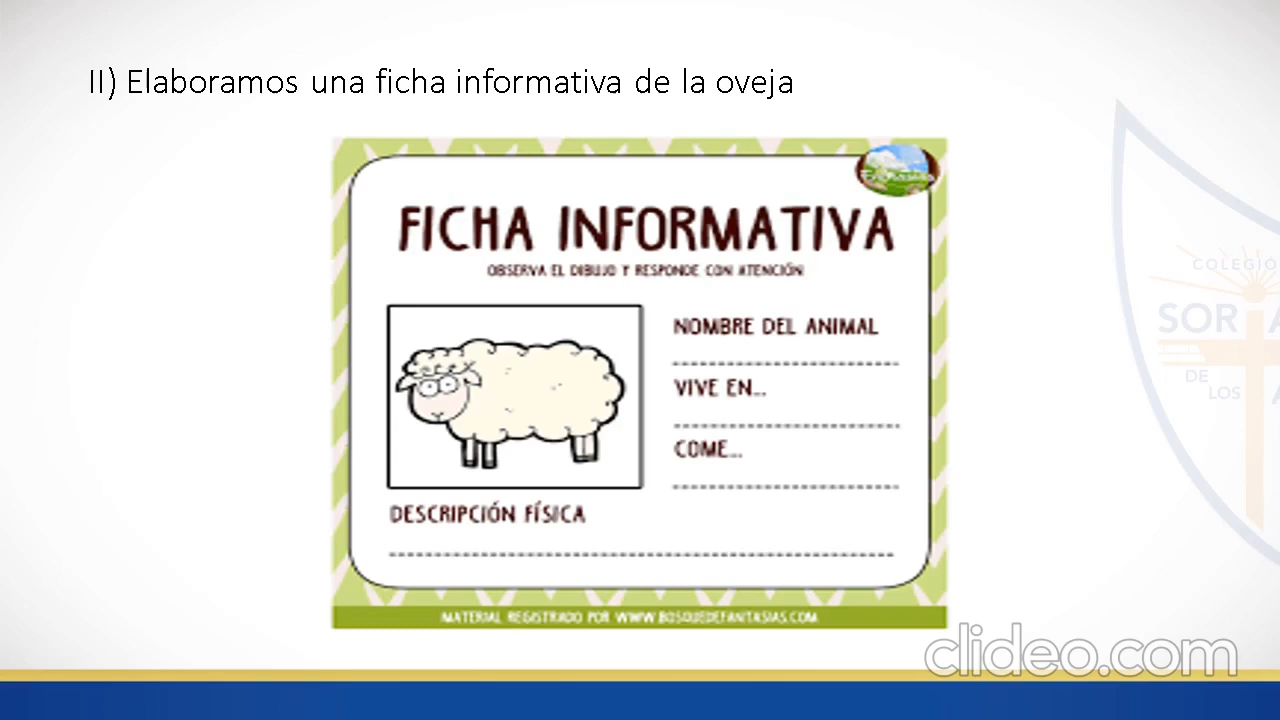 II) Elaboramos una ficha informativa de la oveja
FICHA INFORMATIVA
OBSERVA EL DIBUJO Y RESPONDE CON ATENCIÓN
NOMBRE DEL ANIMAL
VIVE EN...
COME...
DESCRIPCIÓN FÍSICA
MATERIAL REGISTRADO POR WWW.BOSQUEDEFANTASIAS.COM
COLEGIO
SOR
DE
LOS
clideo.com